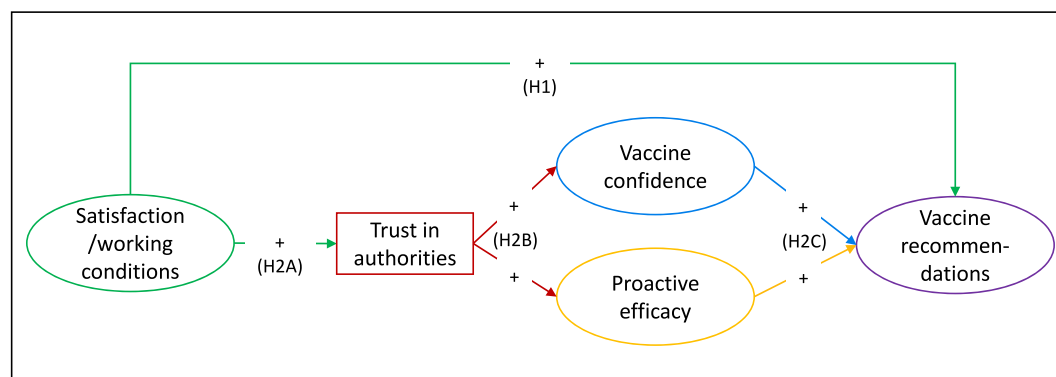 +
(H1)
Satisfaction
/working
conditions
+
(H2A)
Trust in
authorities
+
(H2B)
+
Vaccine
confidence
Proactive
efficacy
+
(H2C)
+
Vaccine
recommen-
dations